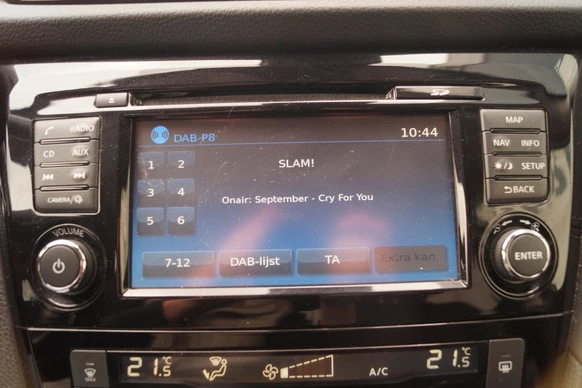 SD
RADIO
CD AUX
CAMERA/
VOLUME
DAB-P8
10:44
1 2
SLAM!
3 4
Onair: September - Cry For You
5 6
7-12 DAB-lijst TA Extra kan.
MAP
NAV INFO
SETUP
BACK
ENTER
MAX
21.5°C
A/C
21.5°C